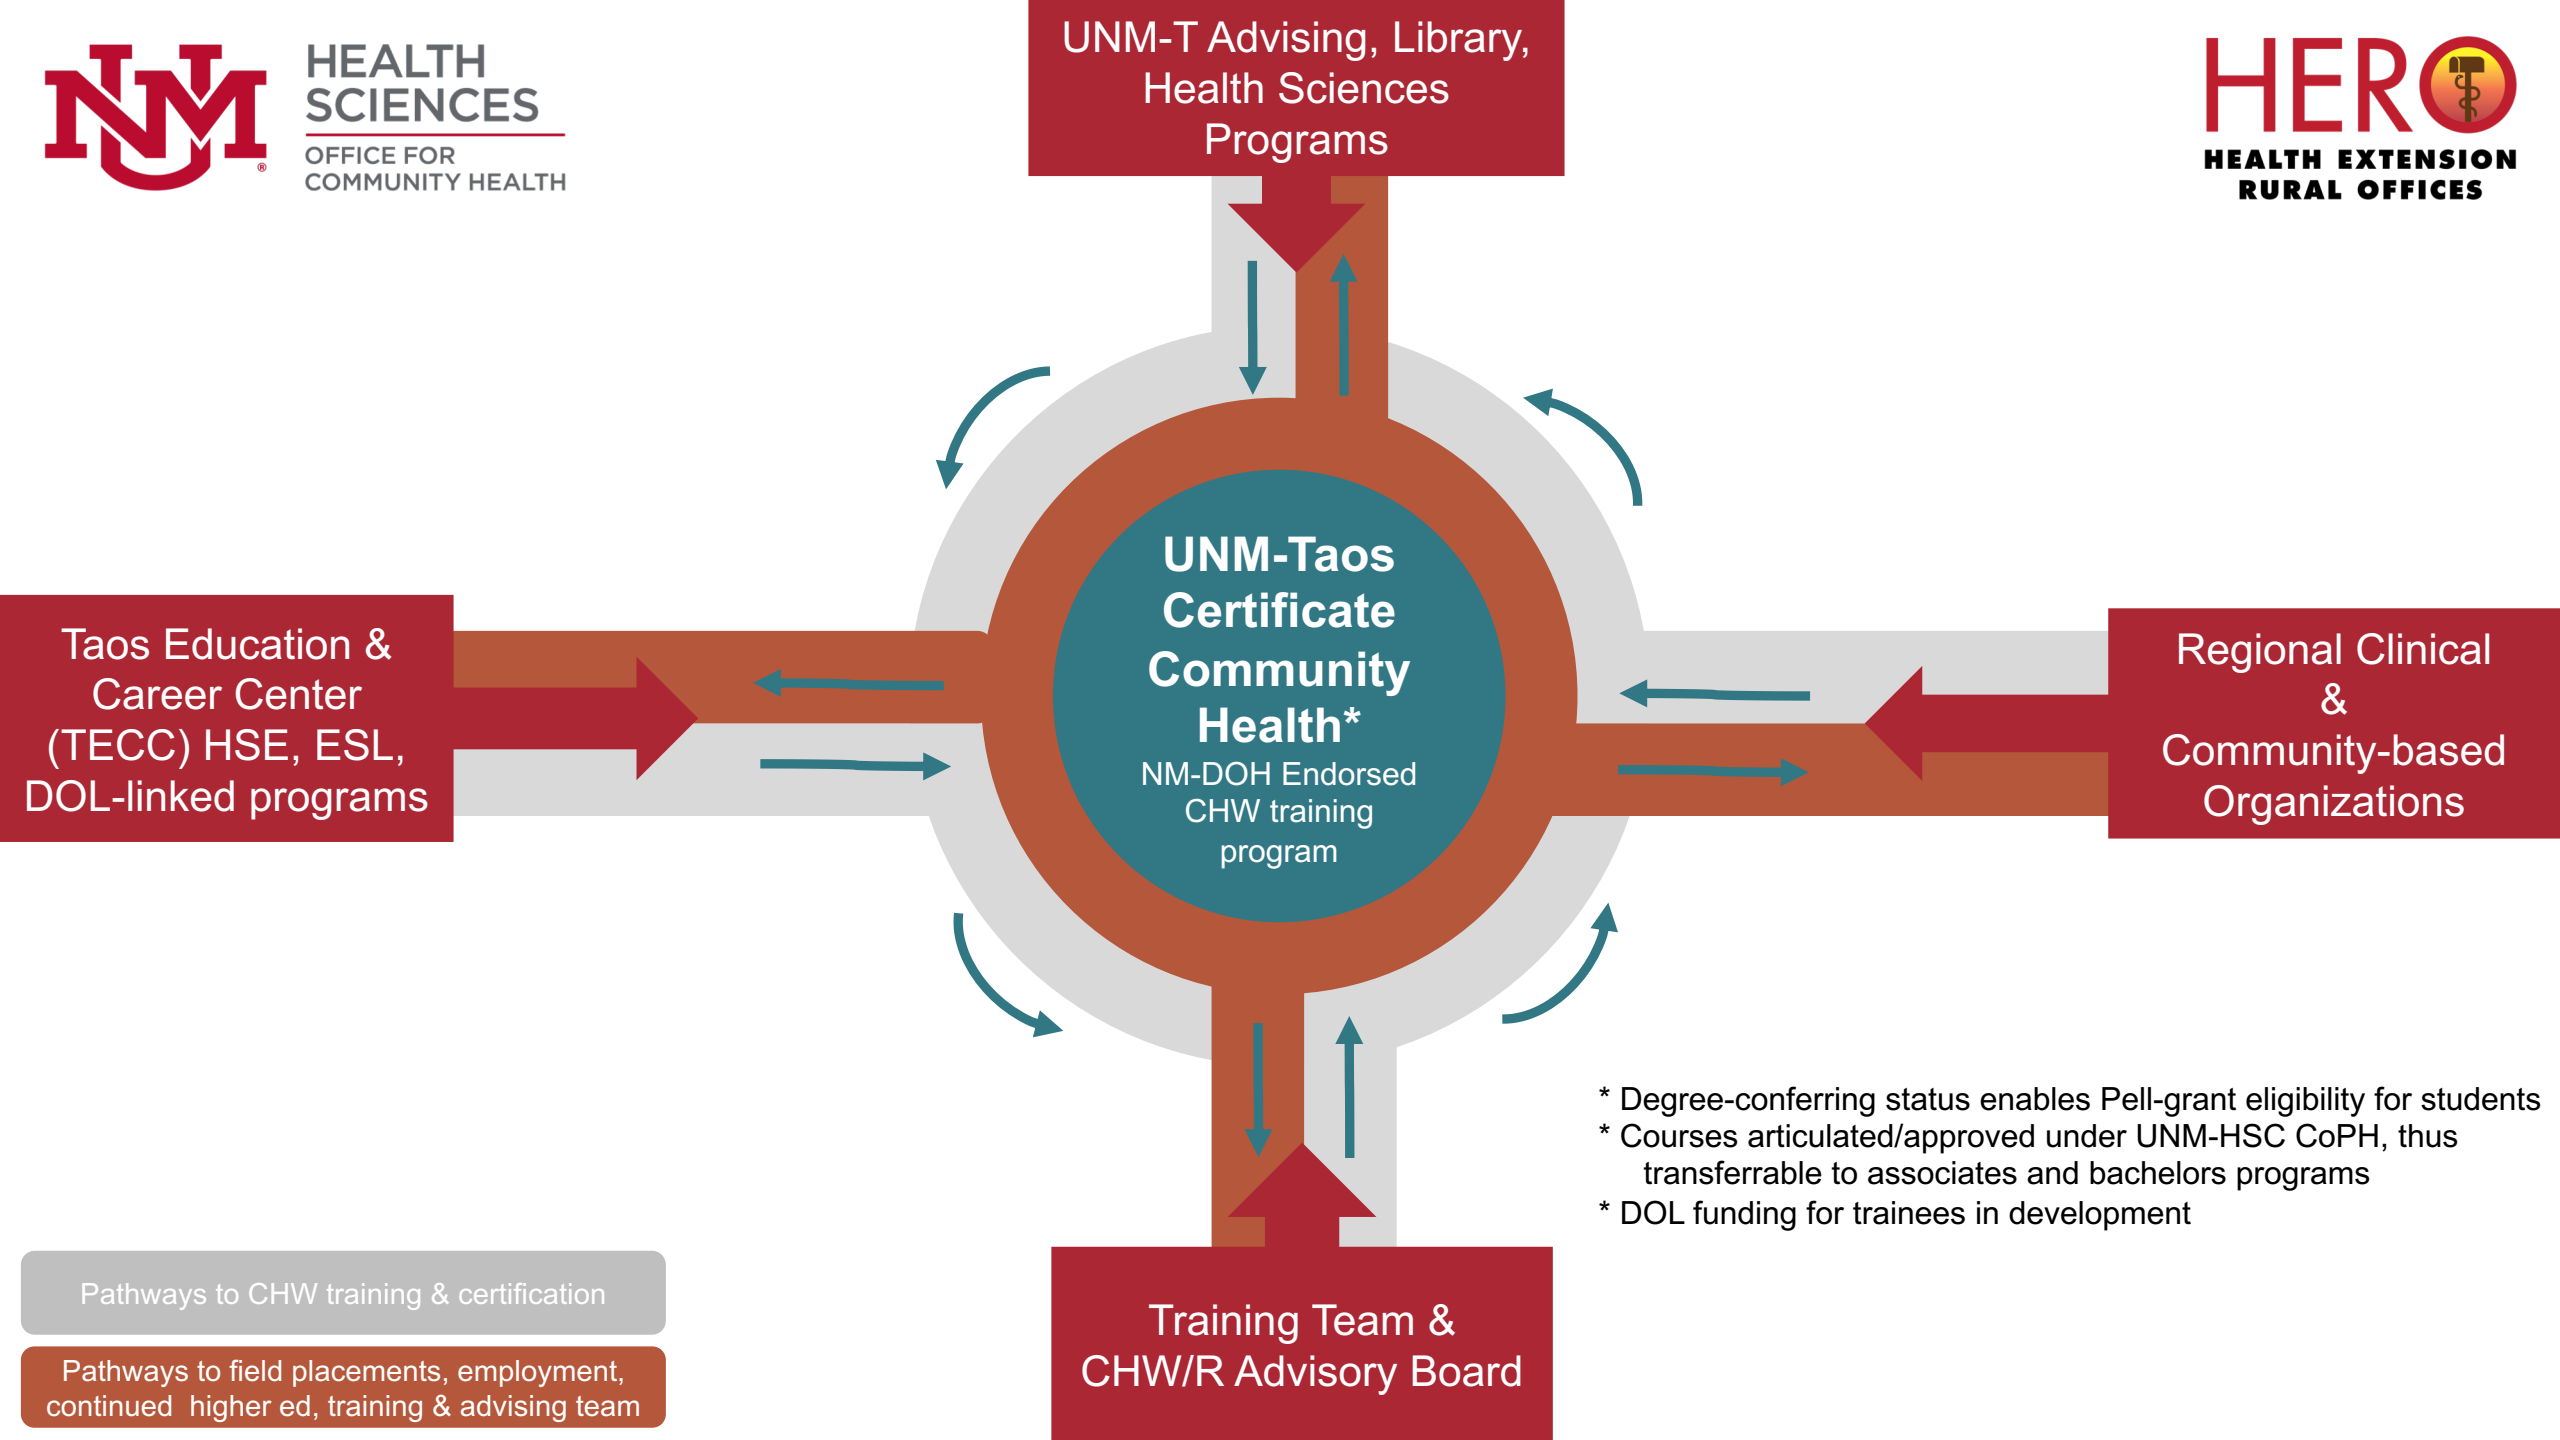 UNM®
HEALTH
SCIENCES
OFFICE FOR
COMMUNITY HEALTH
UNM-T Advising, Library,
Health Sciences
Programs
HERO
HEALTH EXTENSION
RURAL OFFICES
Taos Education &
Career Center
(TECC) HSE, ESL,
DOL-linked programs
UNM-Taos
Certificate
Community
Health*
NM-DOH Endorsed
CHW training
program
Regional Clinical
&
Community-based
Organizations
* Degree-conferring status enables Pell-grant eligibility for students
* Courses articulated/approved under UNM-HSC CoPH, thus
transferrable to associates and bachelors programs
* DOL funding for trainees in development
Pathways to CHW training & certification
Pathways to field placements, employment,
continued  higher ed, training & advising team
Training Team &
CHW/R Advisory Board